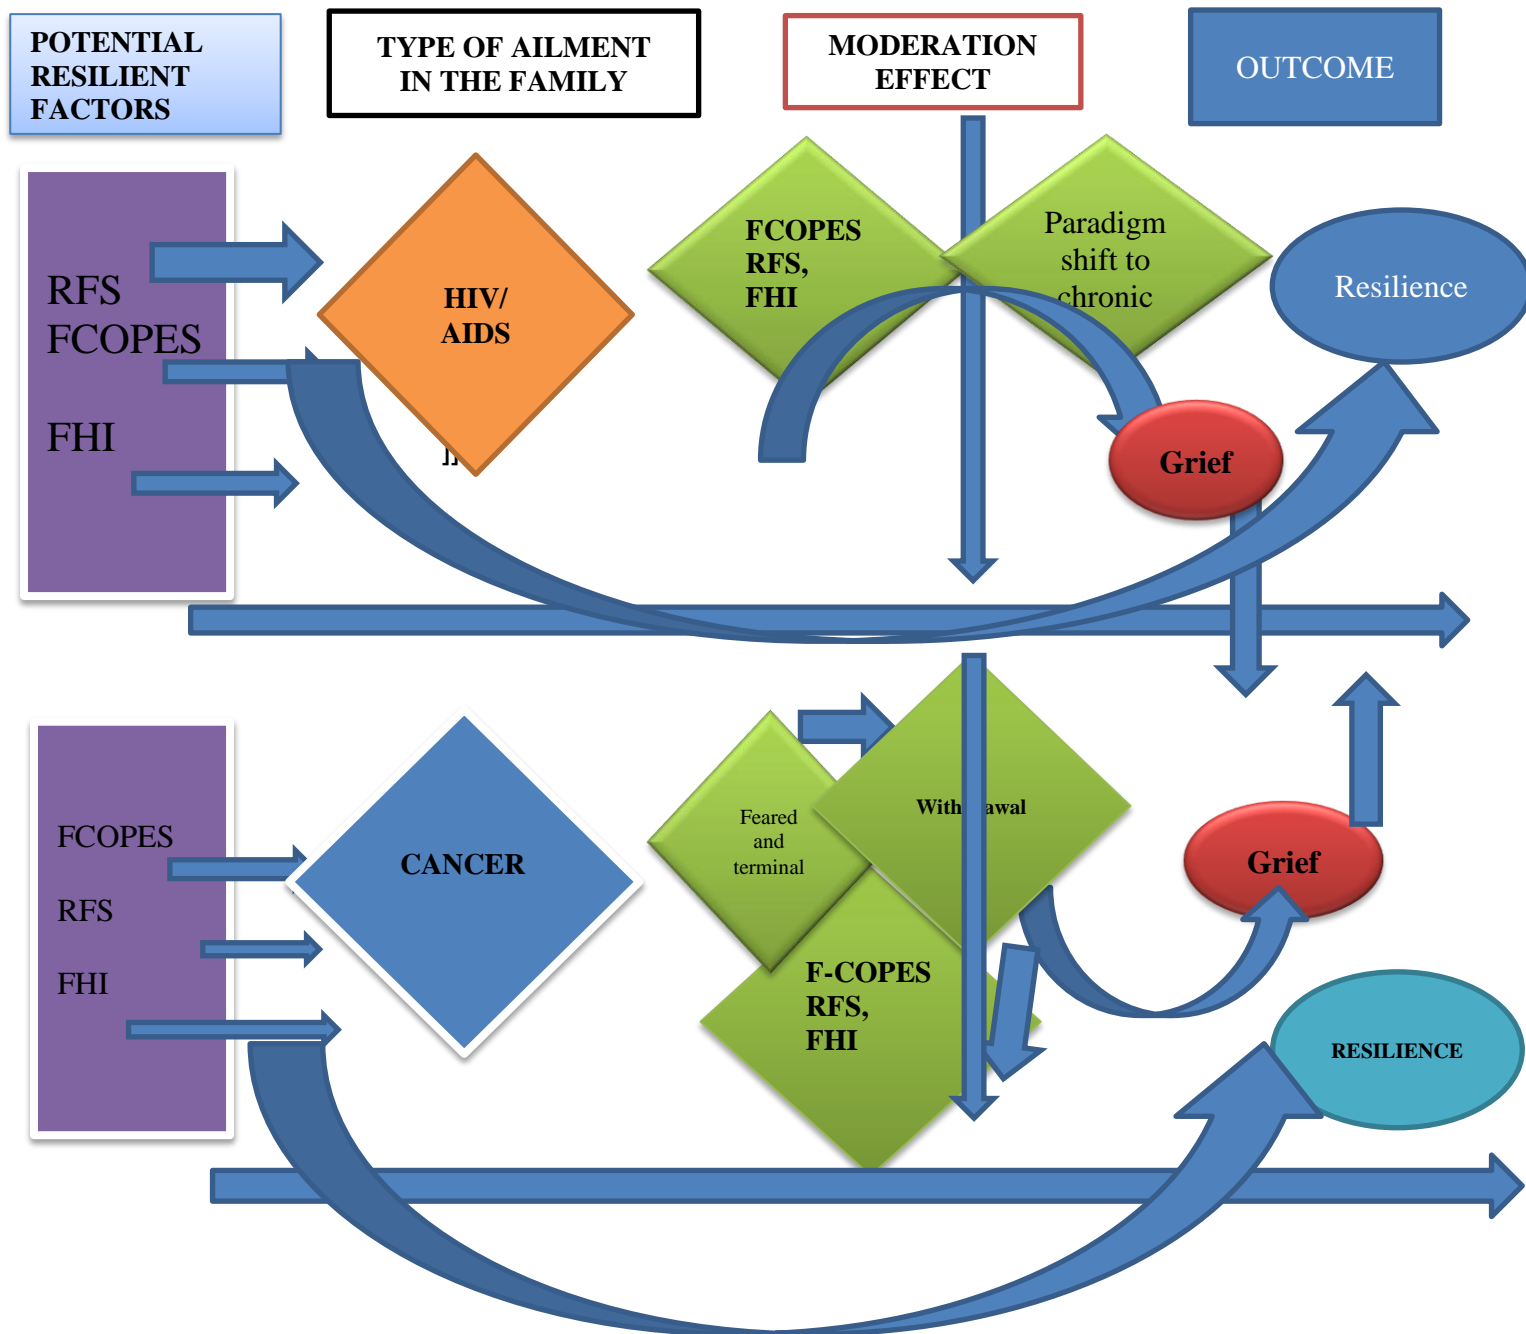 POTENTIAL
RESILIENT
FACTORS
TYPE OF AILMENT
IN THE FAMILY
MODERATION
EFFECT
OUTCOME
RFS
FCOPES
FHI
HIV/
AIDS
FCOPES
RFS,
FHI
Paradigm
shift to
chronic
Resilience
Grief
FCOPES
RFS
FHI
CANCER
Feared
and
terminal
F-COPES
RFS,
FHI
Grief
RESILIENCE